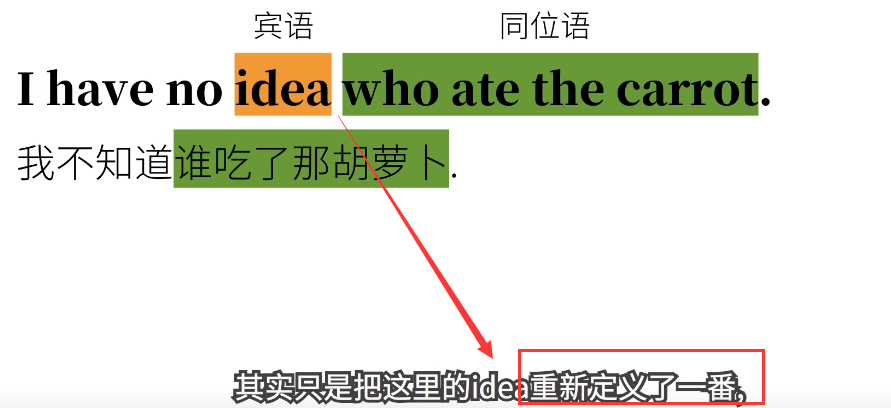 宾语 同位语
I have no idea who ate the carrot.
我不知道谁吃了那胡萝卜.
其实只是把这里的idea重新定义了一番,